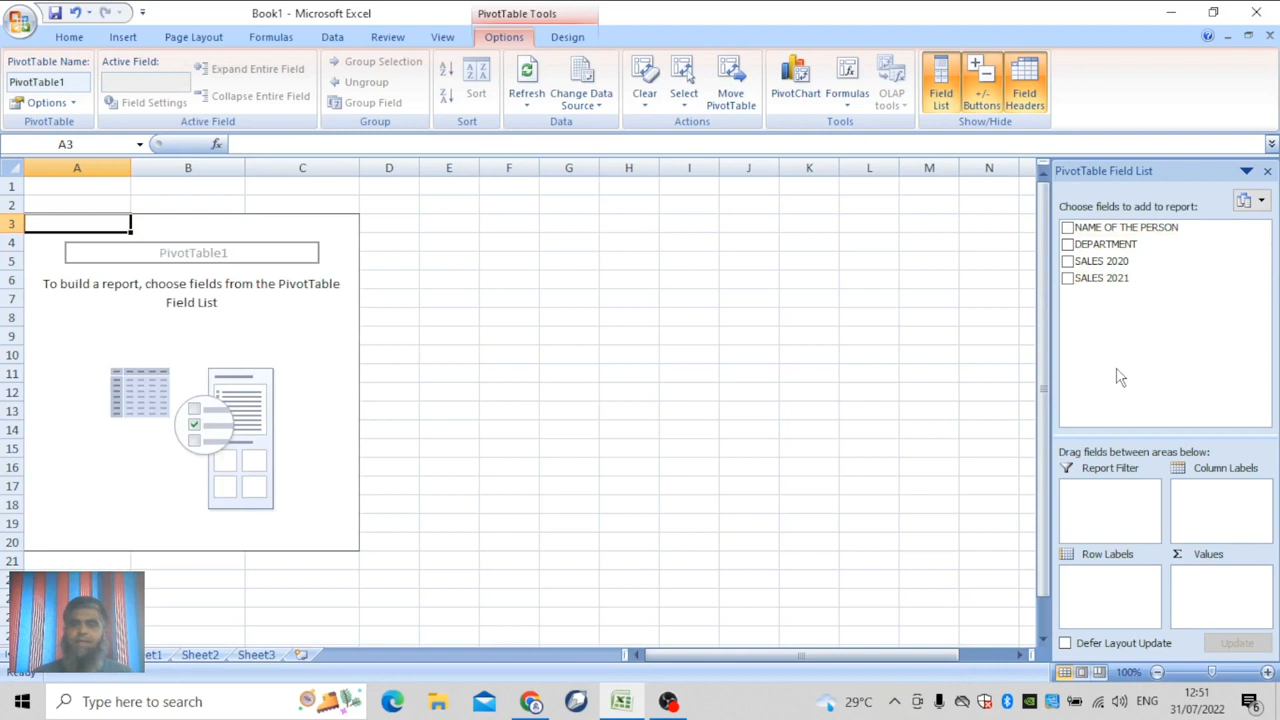 Book1 - Microsoft Excel
PivotTable Tools
Home
Insert
Page Layout
Formulas
Data
Review
View
Options
Design
PivotTable Name:
PivotTable1
Options
PivotTable
Active Field:
Field Settings
Expand Entire Field
Collapse Entire Field
Active Field
Group Selection
Ungroup
Group Field
Group
Sort
Sort
Refresh
Change Data
Source
Data
Clear
Select
Move
PivotTable
Actions
PivotChart
Formulas
OLAP
tools
Tools
Field
List
+/-
Buttons
Field
Headers
Show/Hide
A3
fx
A B C D E F G H I J K L M N
1
2
3
4
5
6
7
8
9
10
11
12
13
14
15
16
17
18
19
20
21
PivotTable1
To build a report, choose fields from the PivotTable
Field List
PivotTable Field List
Choose fields to add to report:
NAME OF THE PERSON
DEPARTMENT
SALES 2020
SALES 2021
Drag fields between areas below:
Report Filter
Column Labels
Row Labels
Σ Values
Defer Layout Update
Update
Sheet2
Sheet3
100%
Type here to search
29°C
ENG
12:51
31/07/2022
6